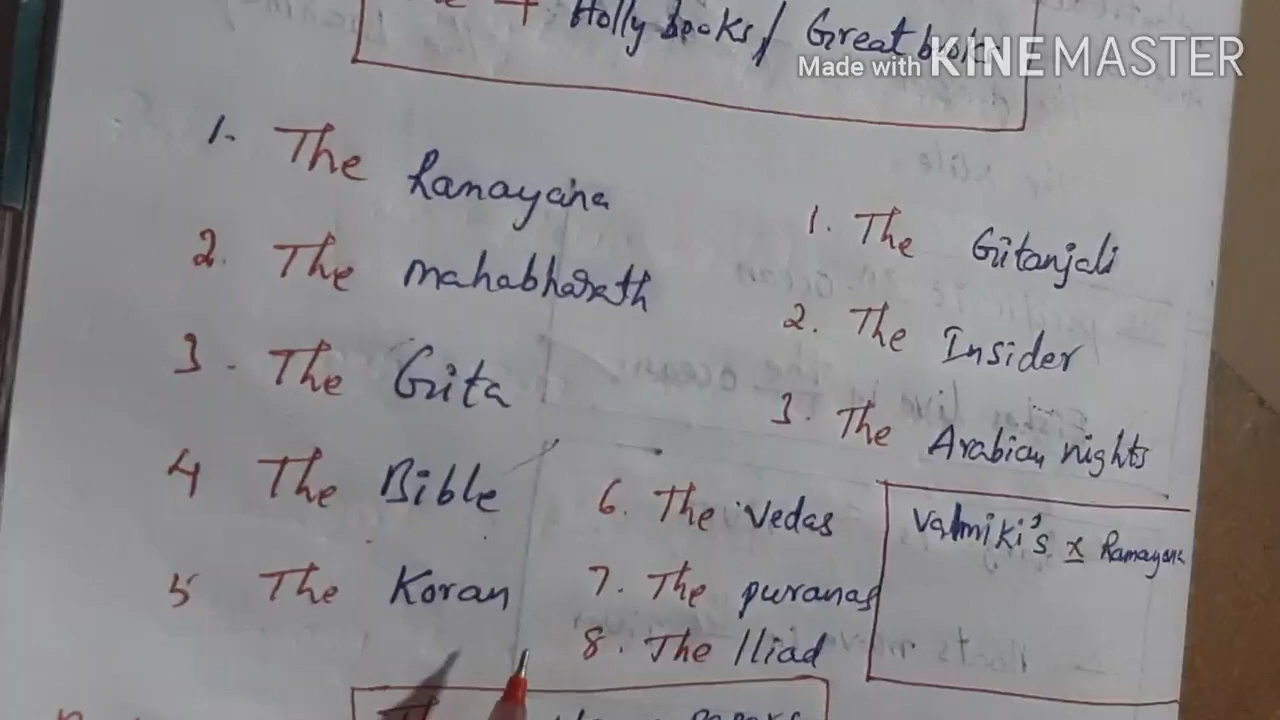 The + Holly books/ Great books
Made with KINEMASTER
1. The Ramayana
2. The mahabharath
3. The Gita
4 The Bible
5 The Koran
6. The Vedas
7. The puranas
8. The Iliad
1. The Gitanjali
2. The Insider
3. The Arabian nights
Valmiki's x Ramayana